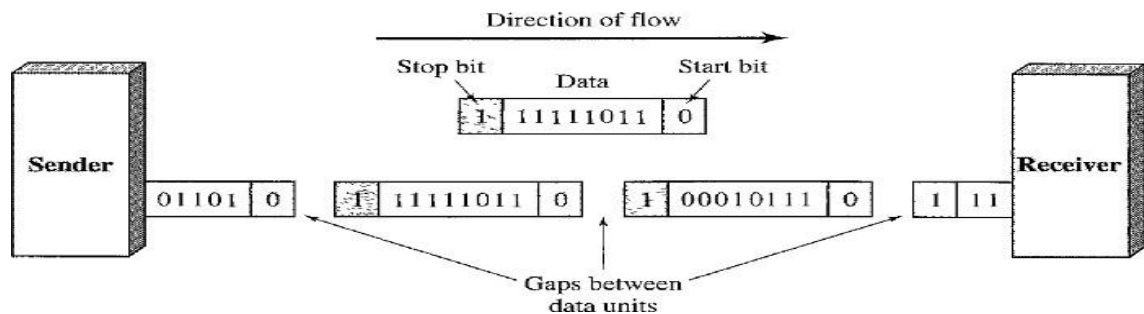 Direction of flow
Stop bit
Data
Start bit
1 11111011 0
Sender
Receiver
01101 0
1 11111011 0
1 00010111 0
1 11
Gaps between
data units